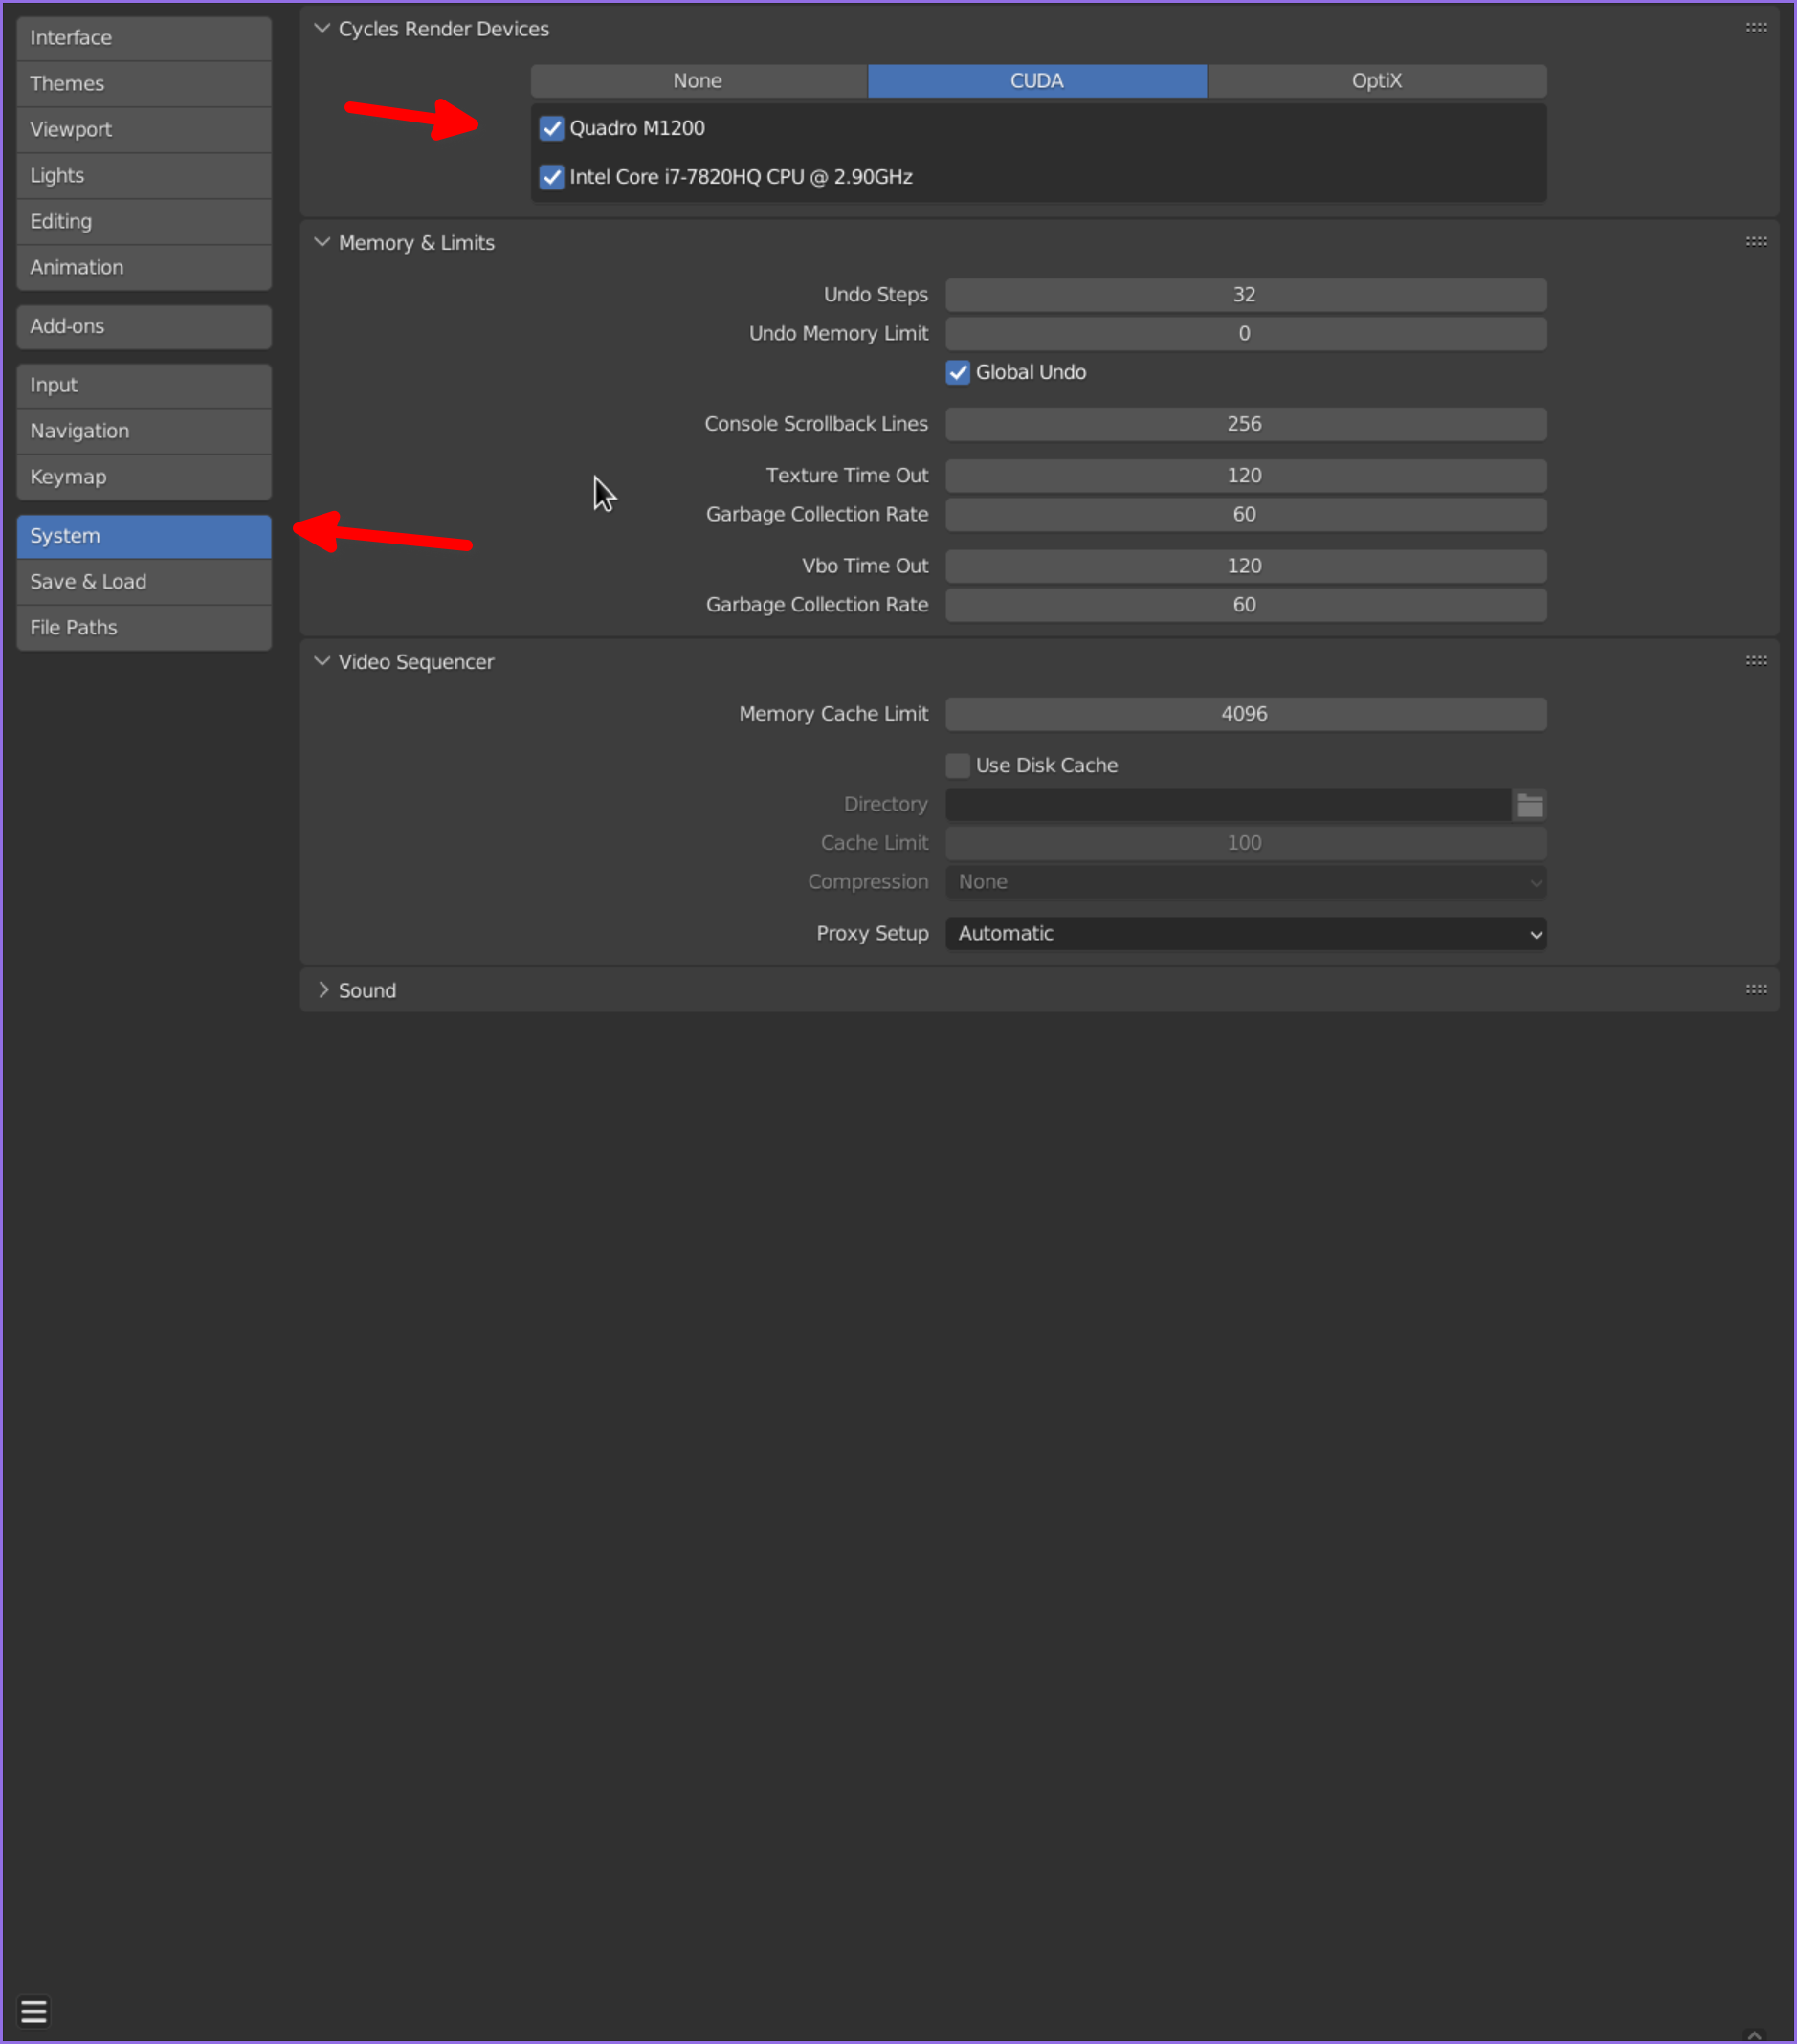 Interface
Themes
Viewport
Lights
Editing
Animation
Add-ons
Input
Navigation
Keymap
System
Save & Load
File Paths
Cycles Render Devices
None CUDA OptiX
Quadro M1200
Intel Core i7-7820HQ CPU @ 2.90GHz
Memory & Limits
Undo Steps 32
Undo Memory Limit 0
Global Undo
Console Scrollback Lines 256
Texture Time Out 120
Garbage Collection Rate 60
Vbo Time Out 120
Garbage Collection Rate 60
Video Sequencer
Memory Cache Limit 4096
Use Disk Cache
Directory
Cache Limit 100
Compression None
Proxy Setup Automatic
Sound